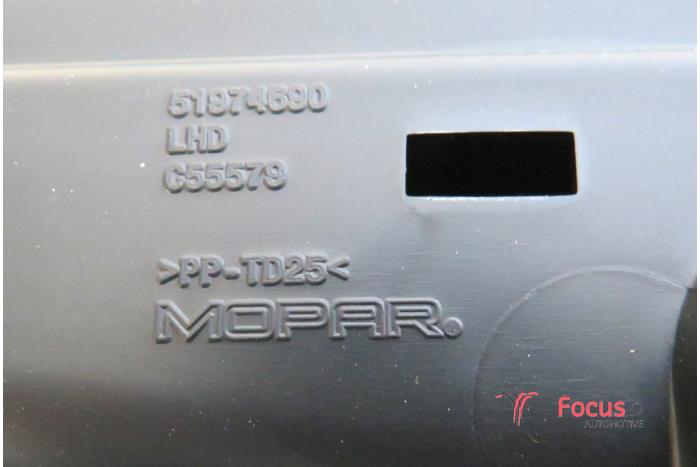 51974690
LHD
C55579
>PP-TD25<
MOPAR®
Focus
AUTOMOTIVE